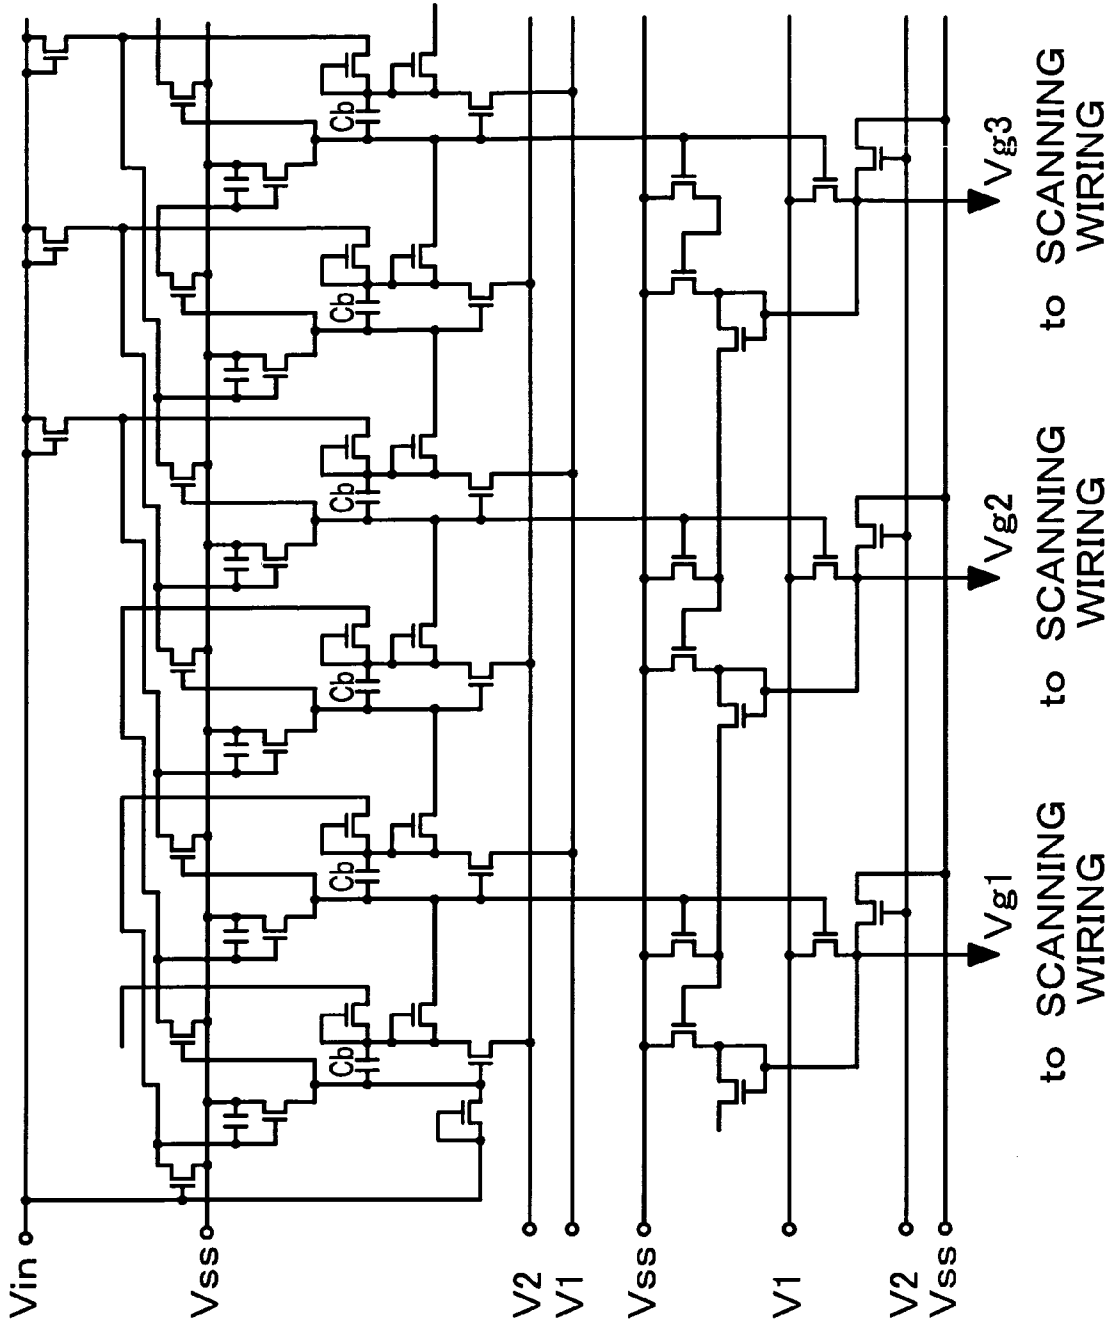 Vin
Vss
V2
V1
Vss
V1
V2
Vss
Cb
Cb
Cb
Cb
Cb
Cb
Vg1
to SCANNING
WIRING
Vg2
to SCANNING
WIRING
Vg3
to SCANNING
WIRING